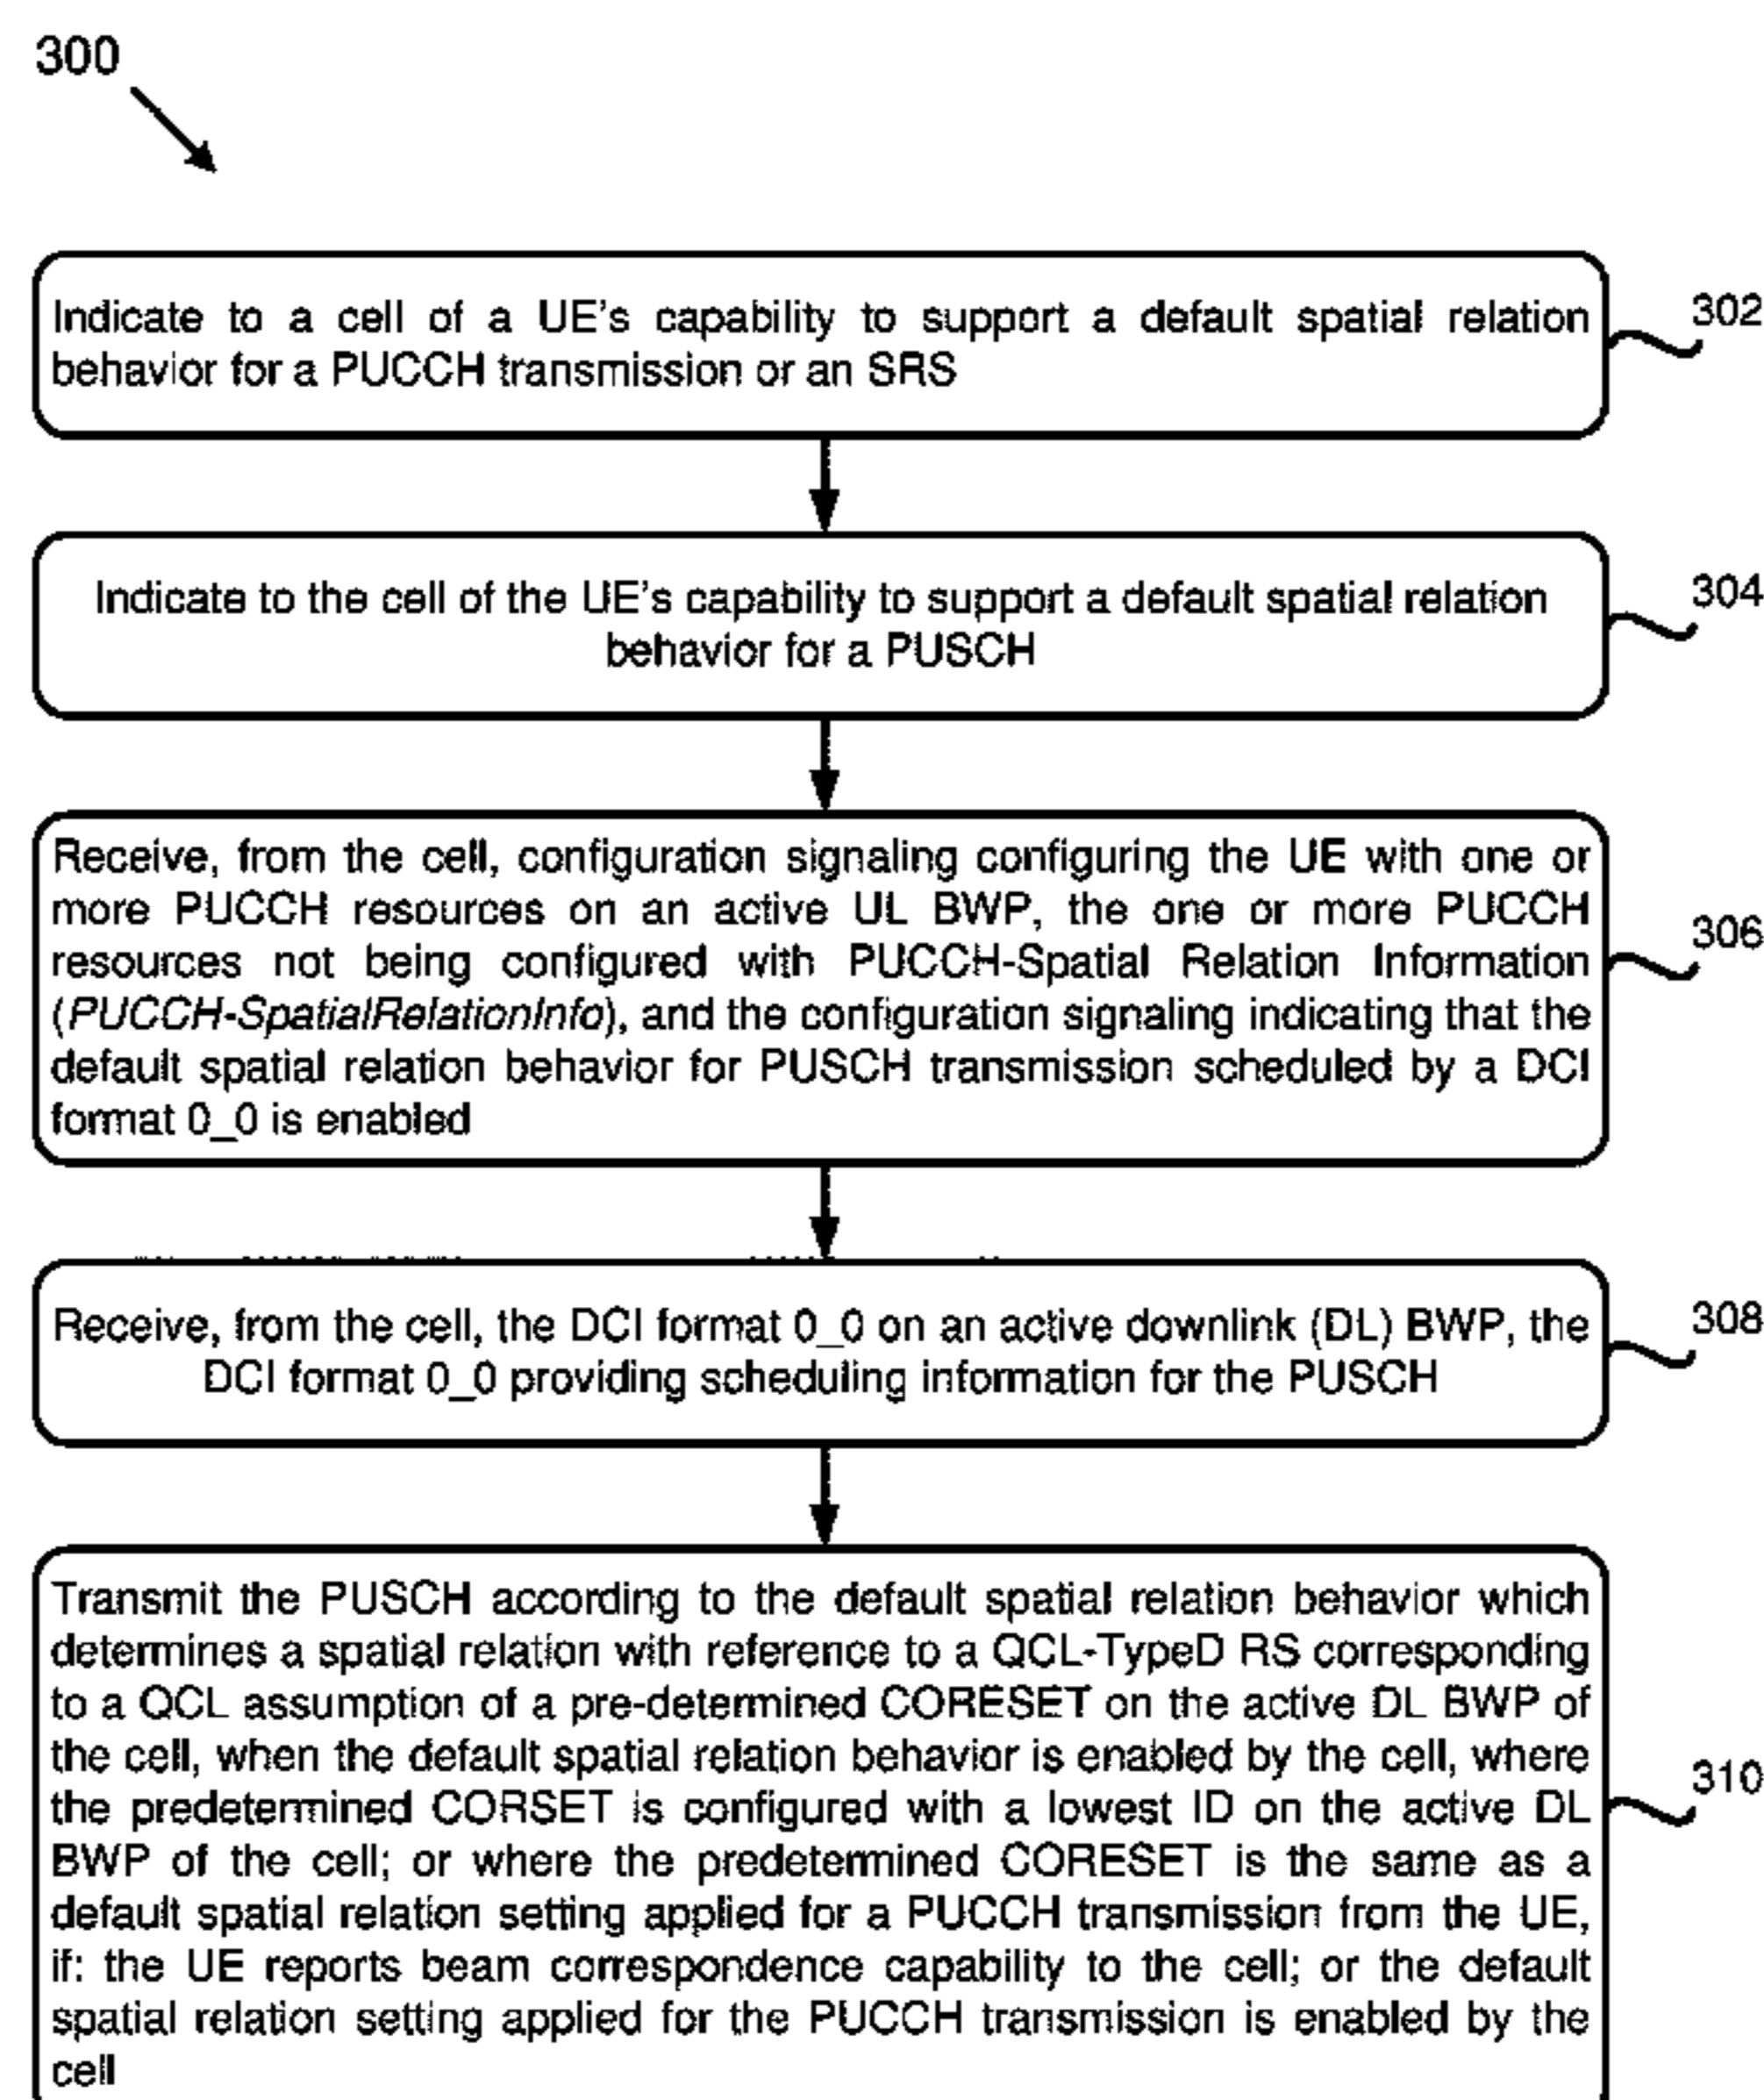 300
Indicate to a cell of a UE's capability to support a default spatial relation
behavior for a PUCCH transmission or an SRS
302
Indicate to the cell of the UE's capability to support a default spatial relation
behavior for a PUSCH
304
Receive, from the cell, configuration signaling configuring the UE with one or
more PUCCH resources on an active UL BWP, the one or more PUCCH
resources not being configured with PUCCH-Spatial Relation Information
(PUCCH-SpatialRelationInfo), and the configuration signaling indicating that the
default spatial relation behavior for PUSCH transmission scheduled by a DCI
format 0_0 is enabled
306
Receive, from the cell, the DCI format 0_0 on an active downlink (DL) BWP, the
DCI format 0_0 providing scheduling information for the PUSCH
308
Transmit the PUSCH according to the default spatial relation behavior which
determines a spatial relation with reference to a QCL-TypeD RS corresponding
to a QCL assumption of a pre-determined CORESET on the active DL BWP of
the cell, when the default spatial relation behavior is enabled by the cell, where
the predetermined CORSET is configured with a lowest ID on the active DL
BWP of the cell; or where the predetermined CORESET is the same as a
default spatial relation setting applied for a PUCCH transmission from the UE,
if: the UE reports beam correspondence capability to the cell; or the default
spatial relation setting applied for the PUCCH transmission is enabled by the
cell
310